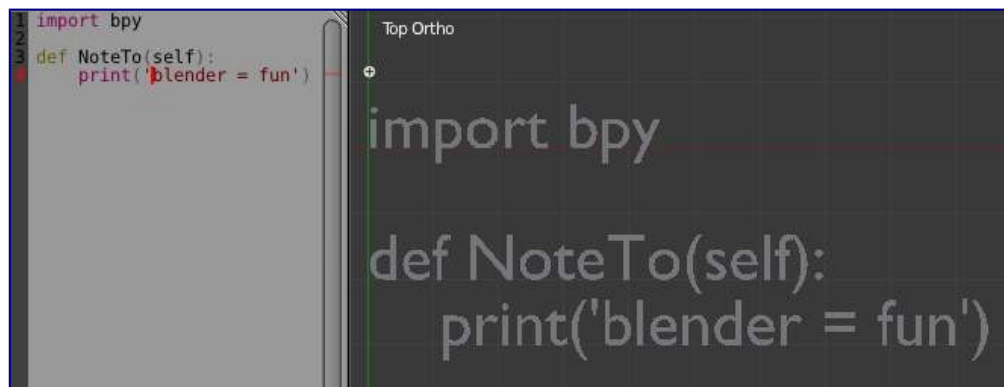 1 import bpy
2
3 def NoteTo(self):
4     print('blender = fun')
Top Ortho
import bpy
def NoteTo(self):
    print('blender = fun')